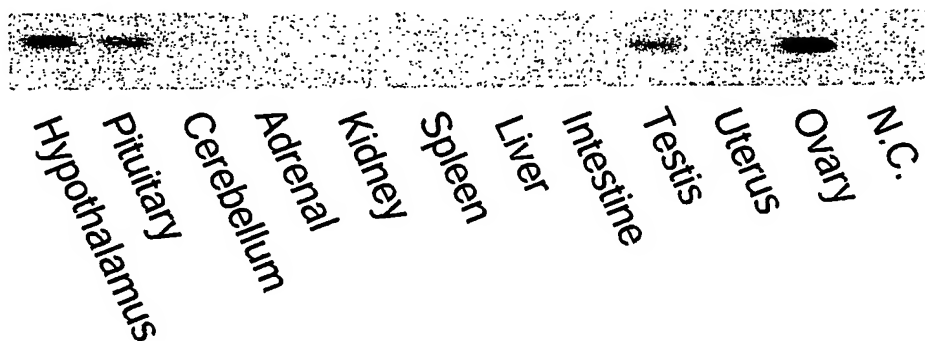 Hypothalamus
Pituitary
Cerebellum
Adrenal
Kidney
Spleen
Liver
Intestine
Testis
Uterus
Ovary
N.C.